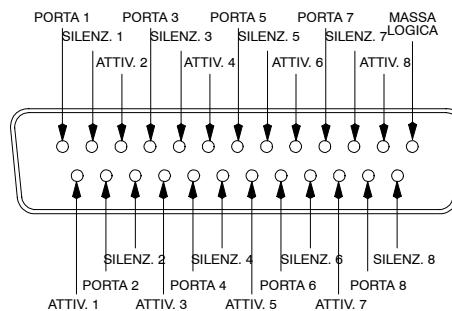 PORTA 1 PORTA 3 PORTA 5 PORTA 7 MASSA
SILENZ. 1 SILENZ. 3 SILENZ. 5 SILENZ. 7 LOGICA
ATTIV. 2 ATTIV. 4 ATTIV. 6 ATTIV. 8
SILENZ. 2 SILENZ. 4 SILENZ. 6 SILENZ. 8
PORTA 2 PORTA 4 PORTA 6 PORTA 8
ATTIV. 1 ATTIV. 3 ATTIV. 5 ATTIV. 7